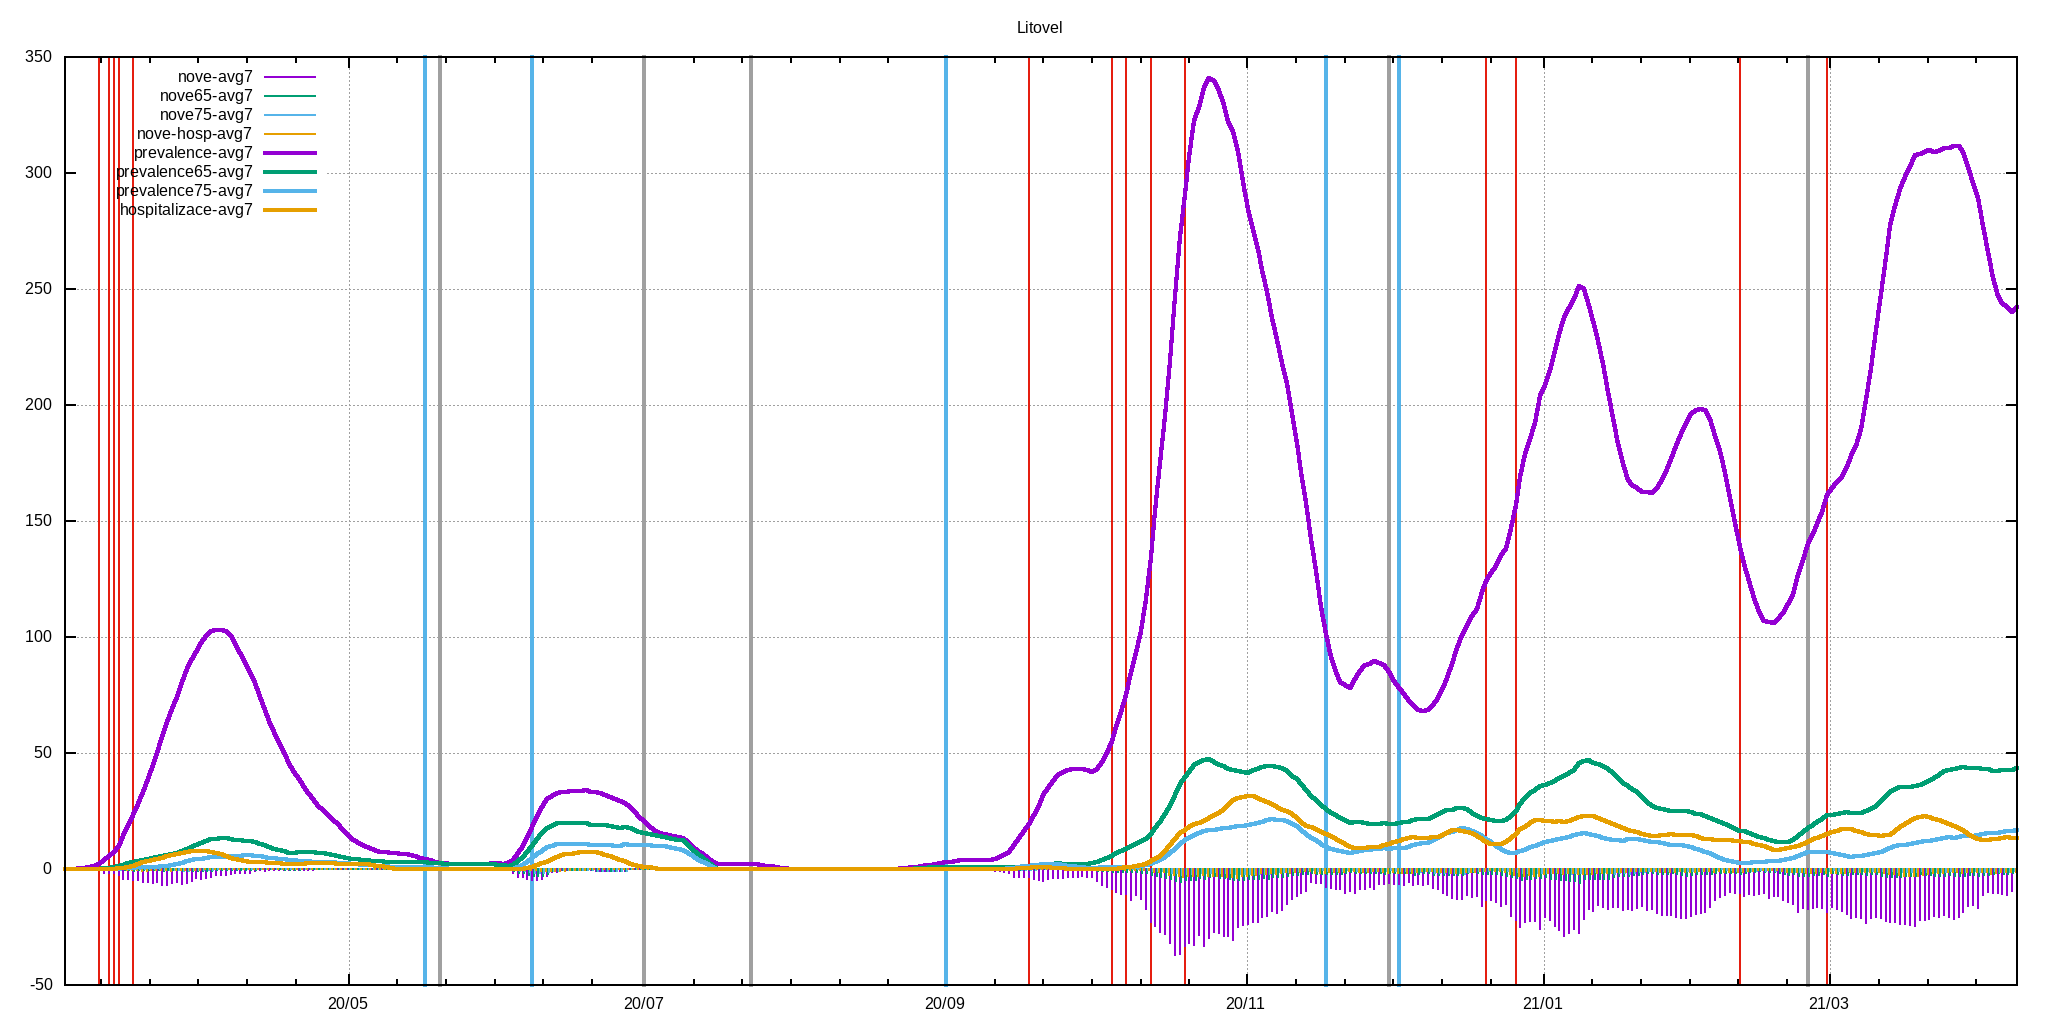 Litovel
350
300
250
200
150
100
50
0
-50
nove-avg7
nove65-avg7
nove75-avg7
nove-hosp-avg7
prevalence-avg7
prevalence65-avg7
prevalence75-avg7
hospitalizace-avg7
20/05 20/07 20/09 20/11 21/01 21/03